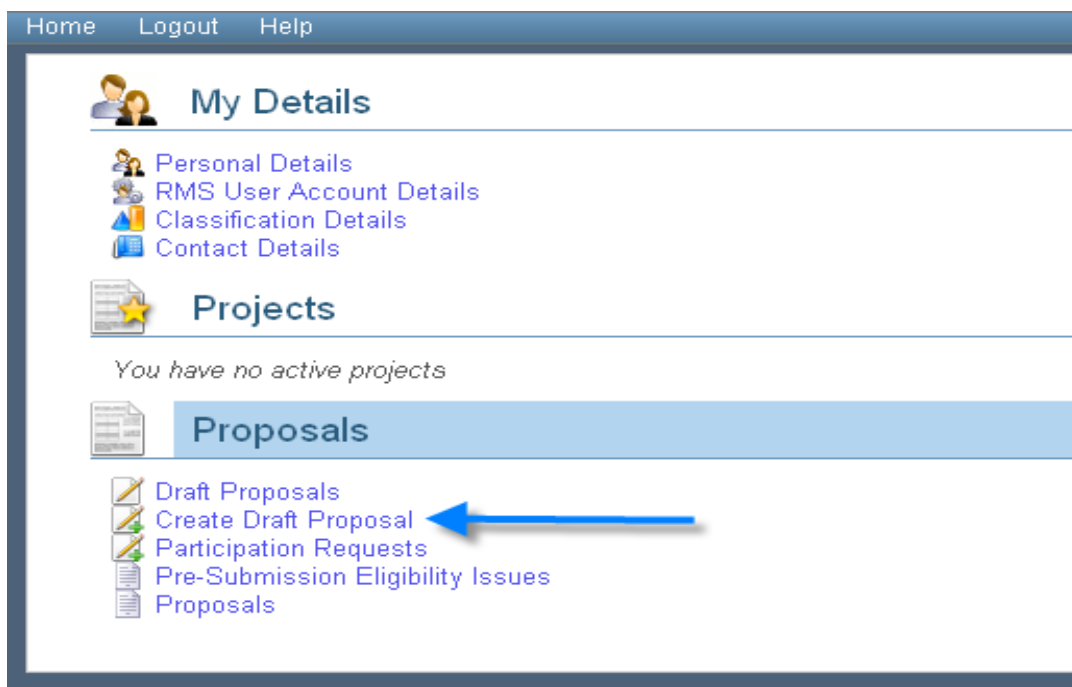 Home Logout Help
My Details
Personal Details
RMS User Account Details
Classification Details
Contact Details
Projects
You have no active projects
Proposals
Draft Proposals
Create Draft Proposal
Participation Requests
Pre-Submission Eligibility Issues
Proposals